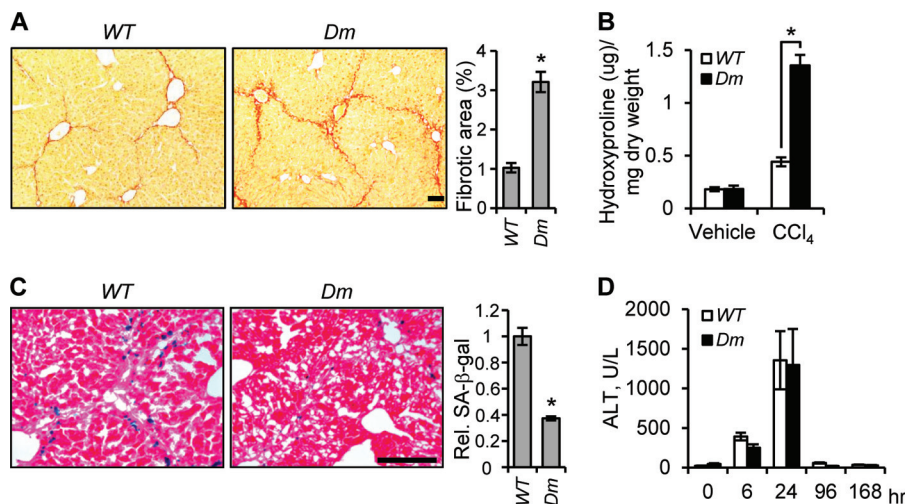 A
WT
Dm
Fibrotic area (%)
4
3
2
1
0
*
WT
Dm
B
Hydroxyproline (ug)/
mg dry weight
1.5
1
0.5
0
*
WT
Dm
Vehicle
CCl4
C
WT
Dm
Rel. SA-β-gal
1.2
1
0.8
0.6
0.4
0.2
0
*
WT
Dm
D
ALT, U/L
2000
1500
1000
500
0
WT
Dm
0 6 24 96 168 hr